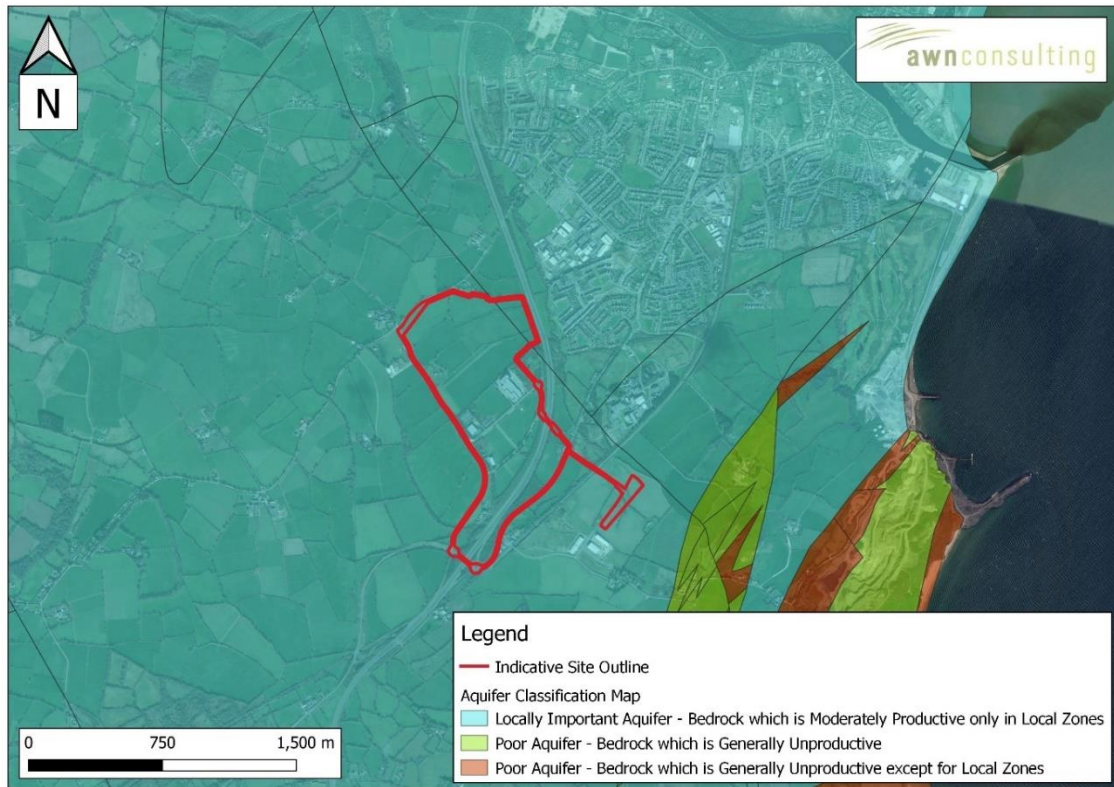 awnconsulting
N
Legend
Indicative Site Outline
Aquifer Classification Map
Locally Important Aquifer - Bedrock which is Moderately Productive only in Local Zones
Poor Aquifer - Bedrock which is Generally Unproductive
Poor Aquifer - Bedrock which is Generally Unproductive except for Local Zones
0 750 1,500 m